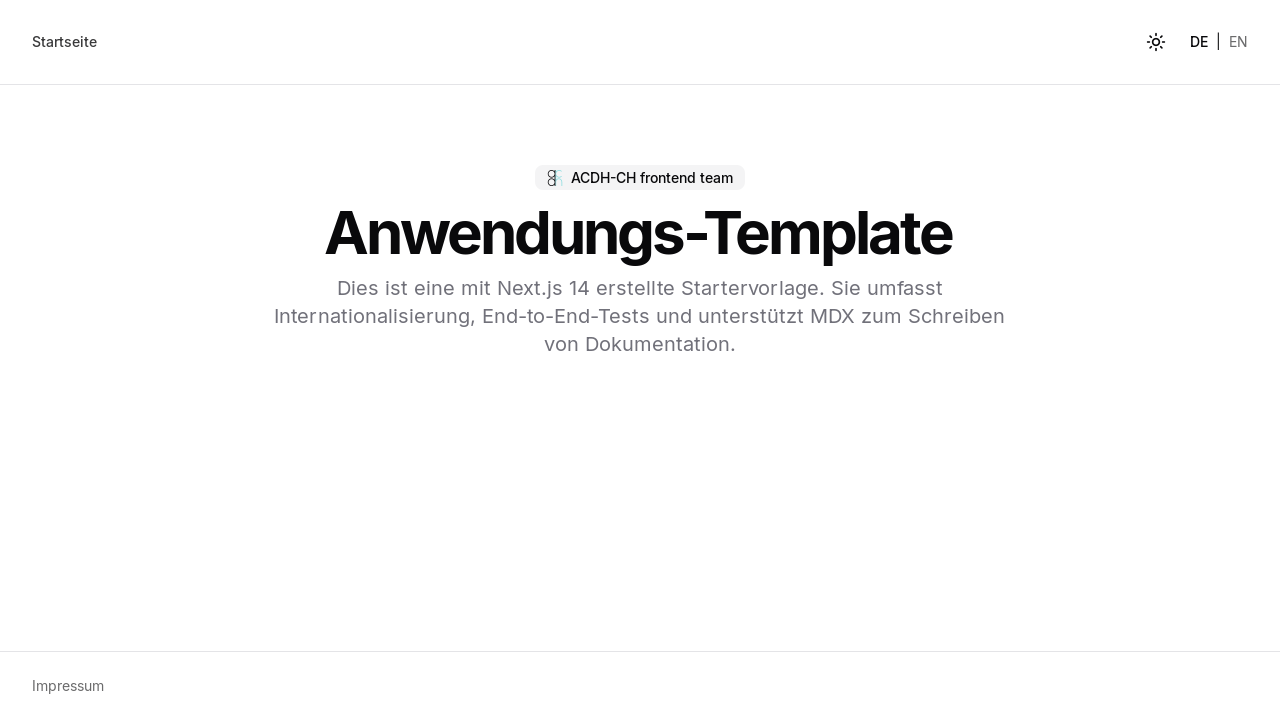 Startseite
DE | EN
ACDH-CH frontend team
Anwendungs-Template
Dies ist eine mit Next.js 14 erstellte Startervorlage. Sie umfasst
Internationalisierung, End-to-End-Tests und unterstützt MDX zum Schreiben
von Dokumentation.
Impressum